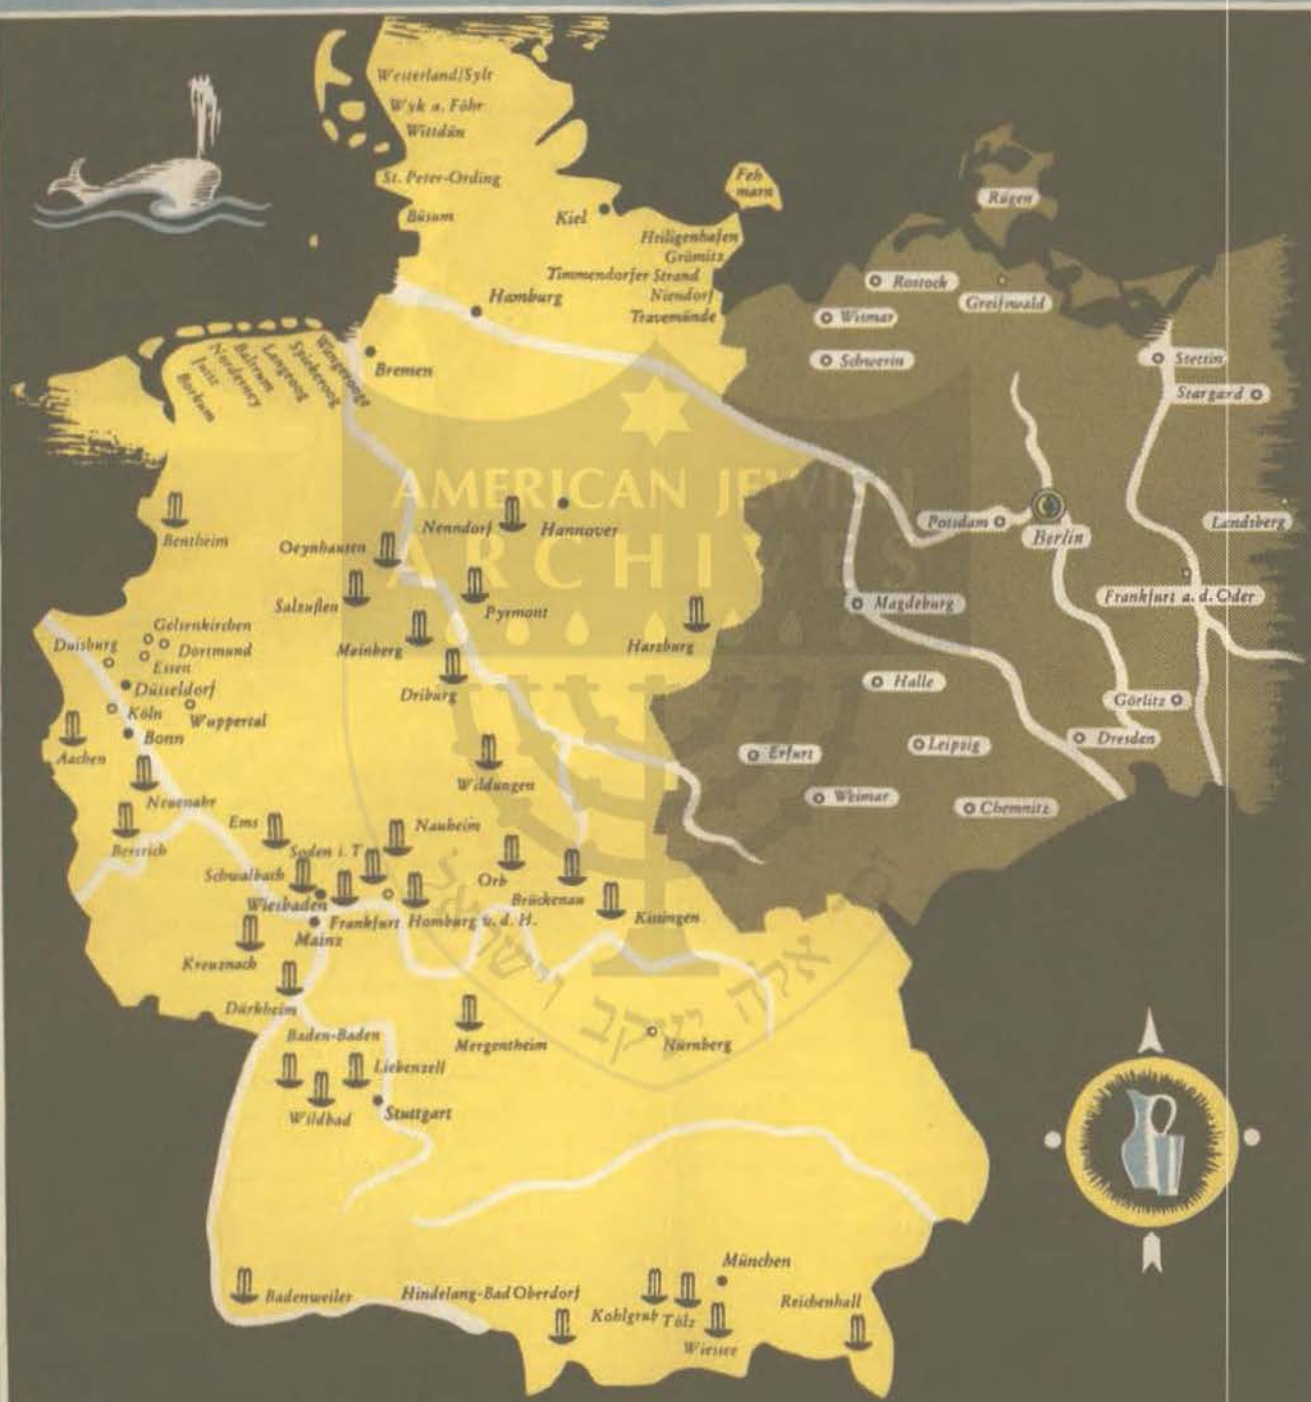 Westerland/Sylt
Wyk a. Föhr
Wittdün
St. Peter-Ording
Büsum
Kiel
Feh
marn
Heiligenhafen
Grömitz
Timmendorfer Strand
Niendorf
Travemünde
Hamburg
Bremen
Wangerooge
Spiekeroog
Langeoog
Baltrum
Norderney
Juist
Borkum
Rügen
Rostock
Greifswald
Wismar
Schwerin
Stettin
Stargard
AMERICAN JEWISH
ARCHIVES
Bentheim
Nenndorf
Hannover
Oeynhausen
Potsdam
Berlin
Landsberg
Salzuflen
Pyrmont
Magdeburg
Frankfurt a. d. Oder
Meinberg
Harzburg
Gelsenkirchen
Duisburg
Dortmund
Essen
Düsseldorf
Driburg
Halle
Görlitz
Köln
Wuppertal
Bonn
Aachen
Erfurt
Leipzig
Dresden
Wildungen
Neuenahr
Weimar
Chemnitz
Bertrich
Ems
Nauheim
Soden i. T.
Schwalbach
Orb
Brückenau
Wiesbaden
Kissingen
Frankfurt
Homburg v. d. H.
Mainz
Kreuznach
Dürkheim
אלה יעקב וישראל
Baden-Baden
Mergentheim
Nürnberg
Liebenzell
Wildbad
Stuttgart
München
Badenweiler
Hindelang-Bad Oberdorf
Kohlgrub
Tölz
Reichenhall
Wiessee